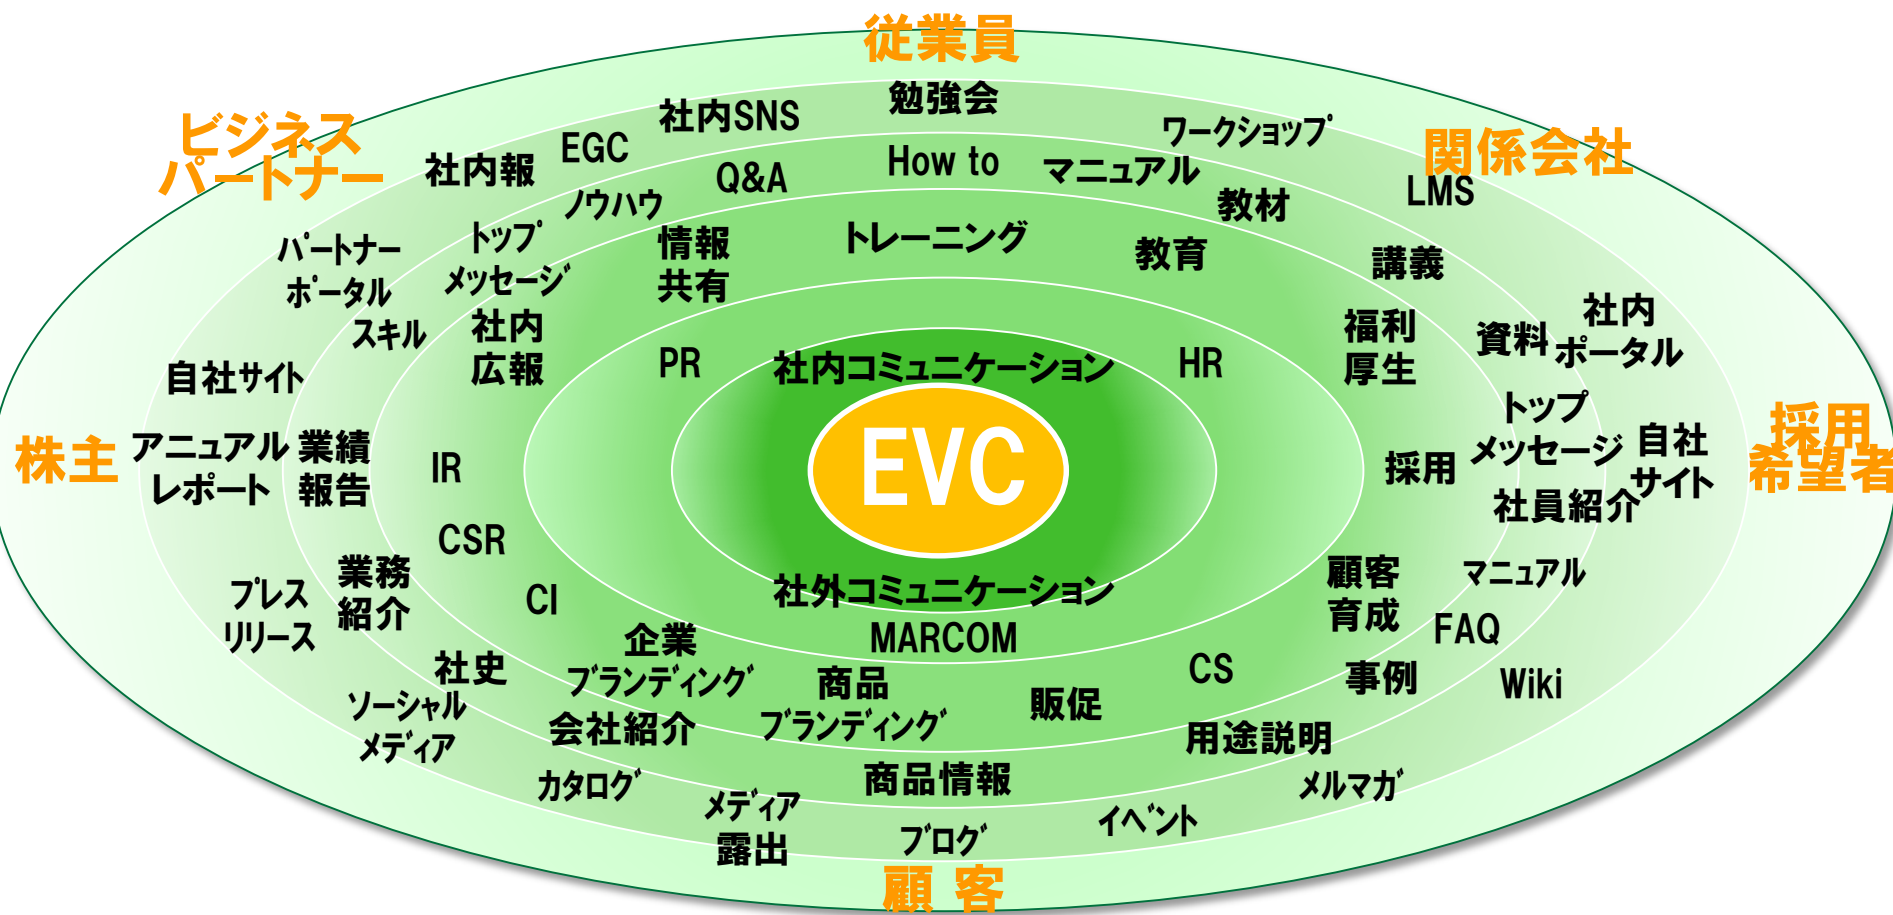 従業員
ビジネス
パートナー
関係会社
株主
採用
希望者
顧 客
勉強会
社内SNS
EGC
社内報
ワークショップ
LMS
パートナー
ポータル
自社サイト
アニュアル
レポート
プレス
リリース
ソーシャル
メディア
カタログ
メディア
露出
ブログ
イベント
メルマガ
Wiki
自社
サイト
社内
ポータル
How to
Q&A
ノウハウ
マニュアル
教材
講義
資料
トップ
メッセージ
社員紹介
マニュアル
FAQ
事例
用途説明
商品情報
会社紹介
社史
業務
紹介
業績
報告
スキル
トップ
メッセージ
トレーニング
情報
共有
教育
福利
厚生
採用
顧客
育成
CS
販促
商品
ブランディング
企業
ブランディング
CI
CSR
IR
社内
広報
PR
HR
MARCOM
社内コミュニケーション
EVC
社外コミュニケーション